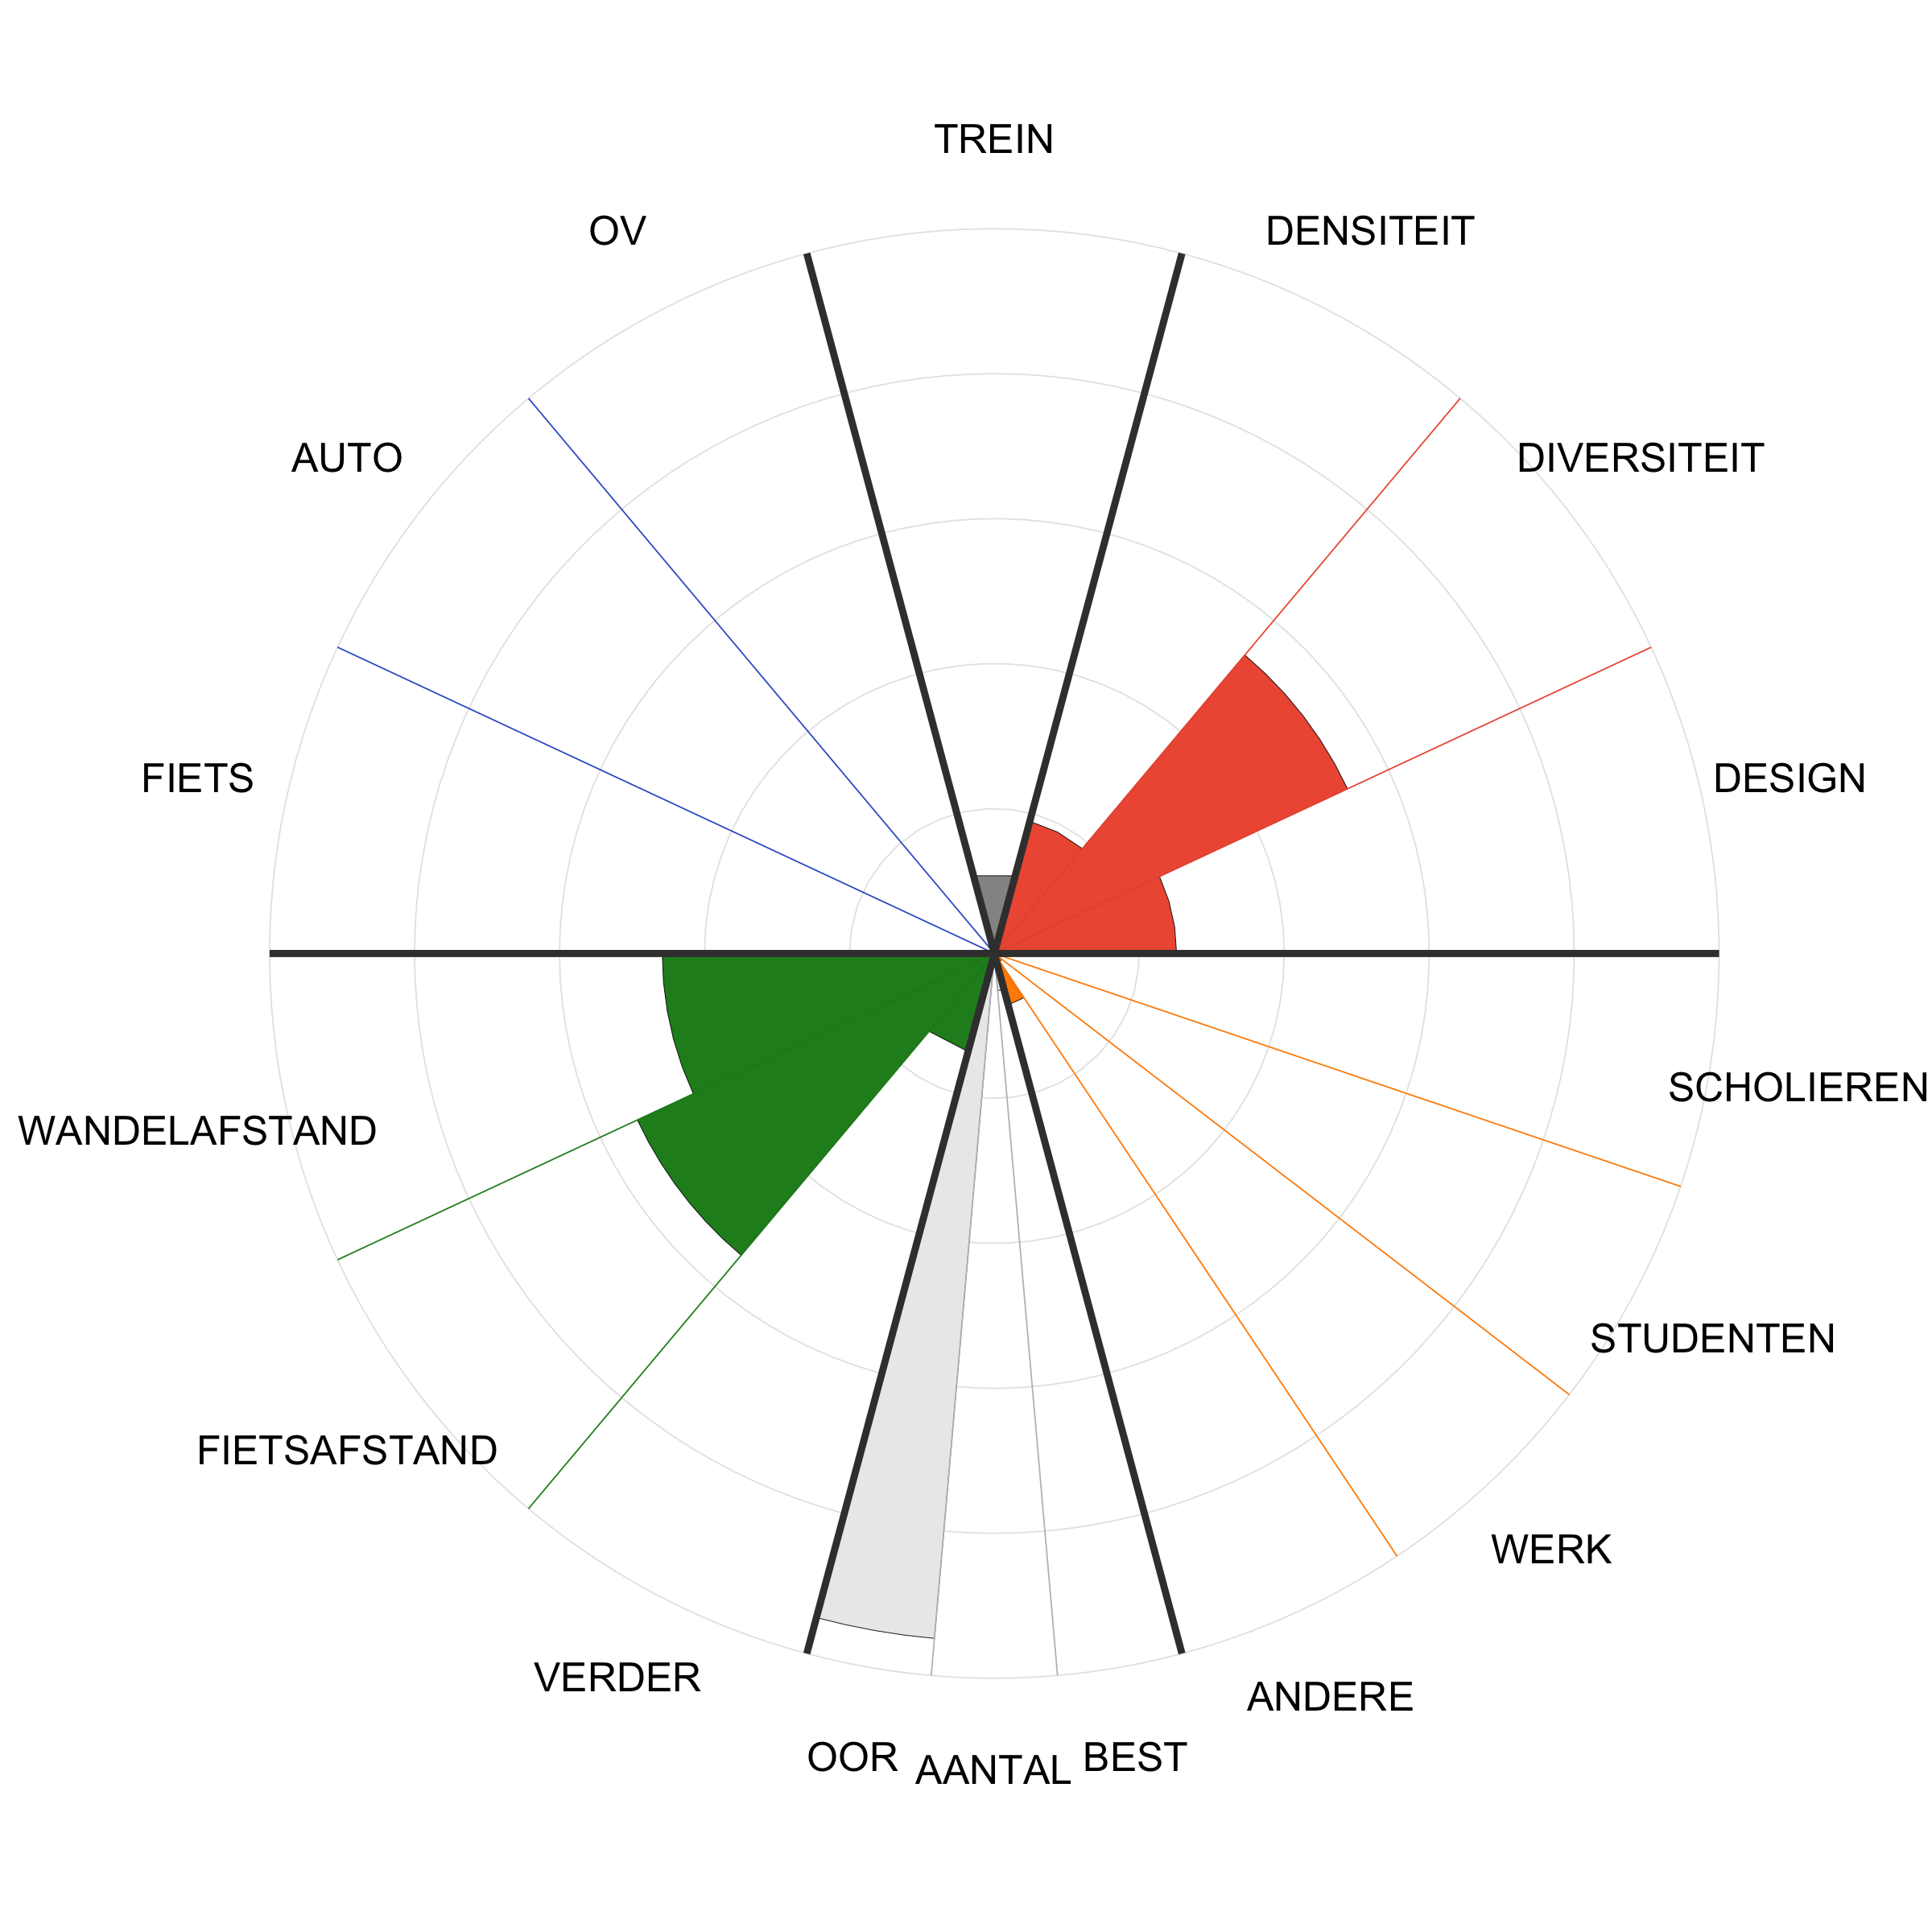 TREIN
OV
DENSITEIT
AUTO
DIVERSITEIT
FIETS
DESIGN
SCHOLIEREN
WANDELAFSTAND
STUDENTEN
FIETSAFSTAND
WERK
VERDER
ANDERE
OOR
AANTAL
BEST